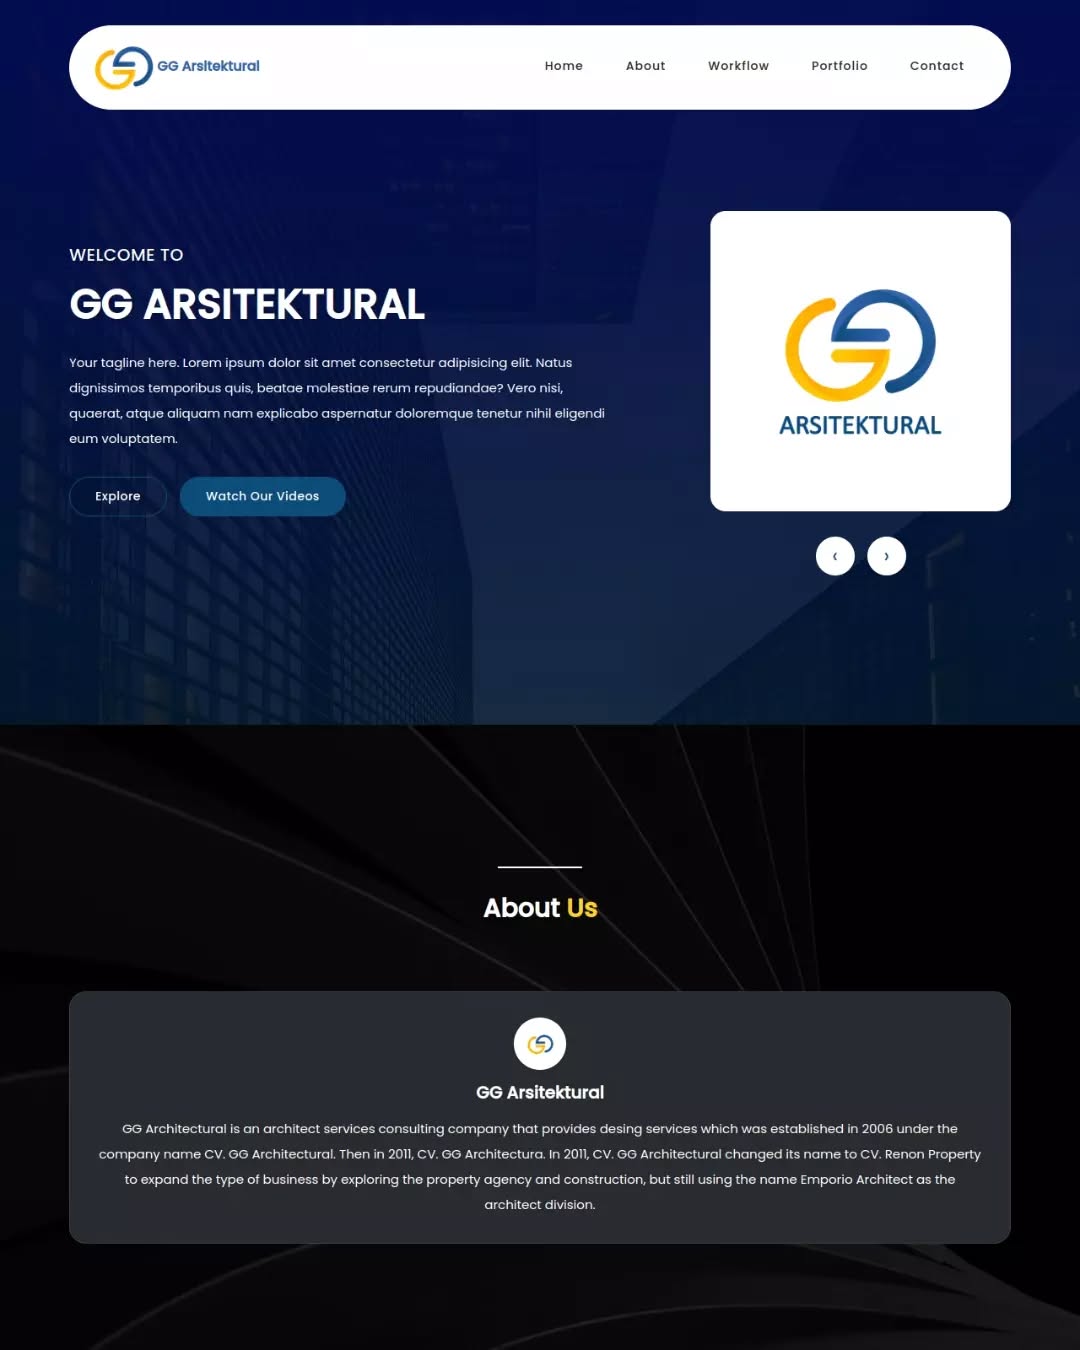 GG Arsitektural
Home About Workflow Portfolio Contact
WELCOME TO
GG ARSITEKTURAL
Your tagline here. Lorem ipsum dolor sit amet consectetur adipisicing elit. Natus
dignissimos temporibus quis, beatae molestiae rerum repudiandae? Vero nisi,
quaerat, atque aliquam nam explicabo aspernatur doloremque tenetur nihil eligendi
eum voluptatem.
Explore Watch Our Videos
ARSITEKTURAL
‹ ›
About Us
GG Arsitektural
GG Architectural is an architect services consulting company that provides desing services which was established in 2006 under the
company name CV. GG Architectural. Then in 2011, CV. GG Architectura. In 2011, CV. GG Architectural changed its name to CV. Renon Property
to expand the type of business by exploring the property agency and construction, but still using the name Emporio Architect as the
architect division.